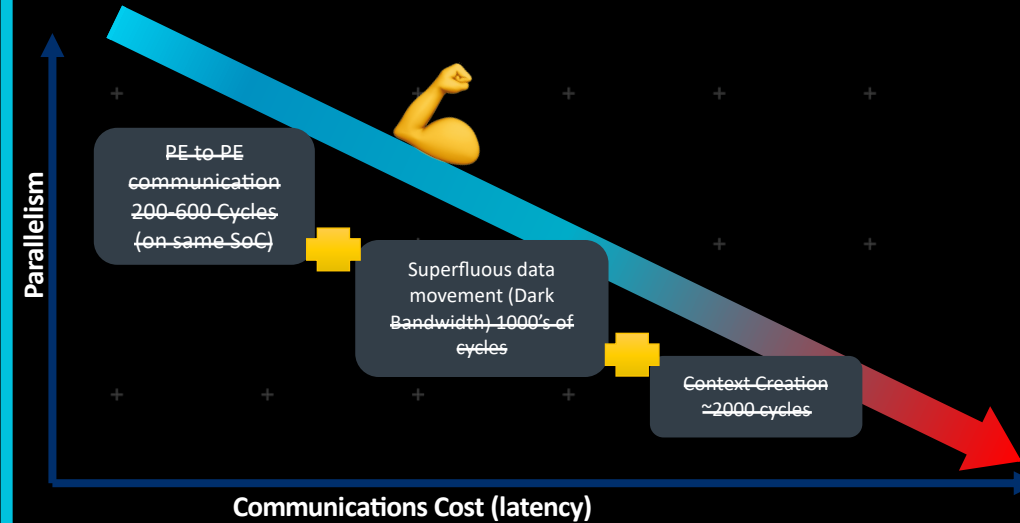 Parallelism
PE to PE
communication
200-600 Cycles
(on same SoC)
Superfluous data
movement (Dark
Bandwidth) 1000's of
cycles
Context Creation
~2000 cycles
Communications Cost (latency)